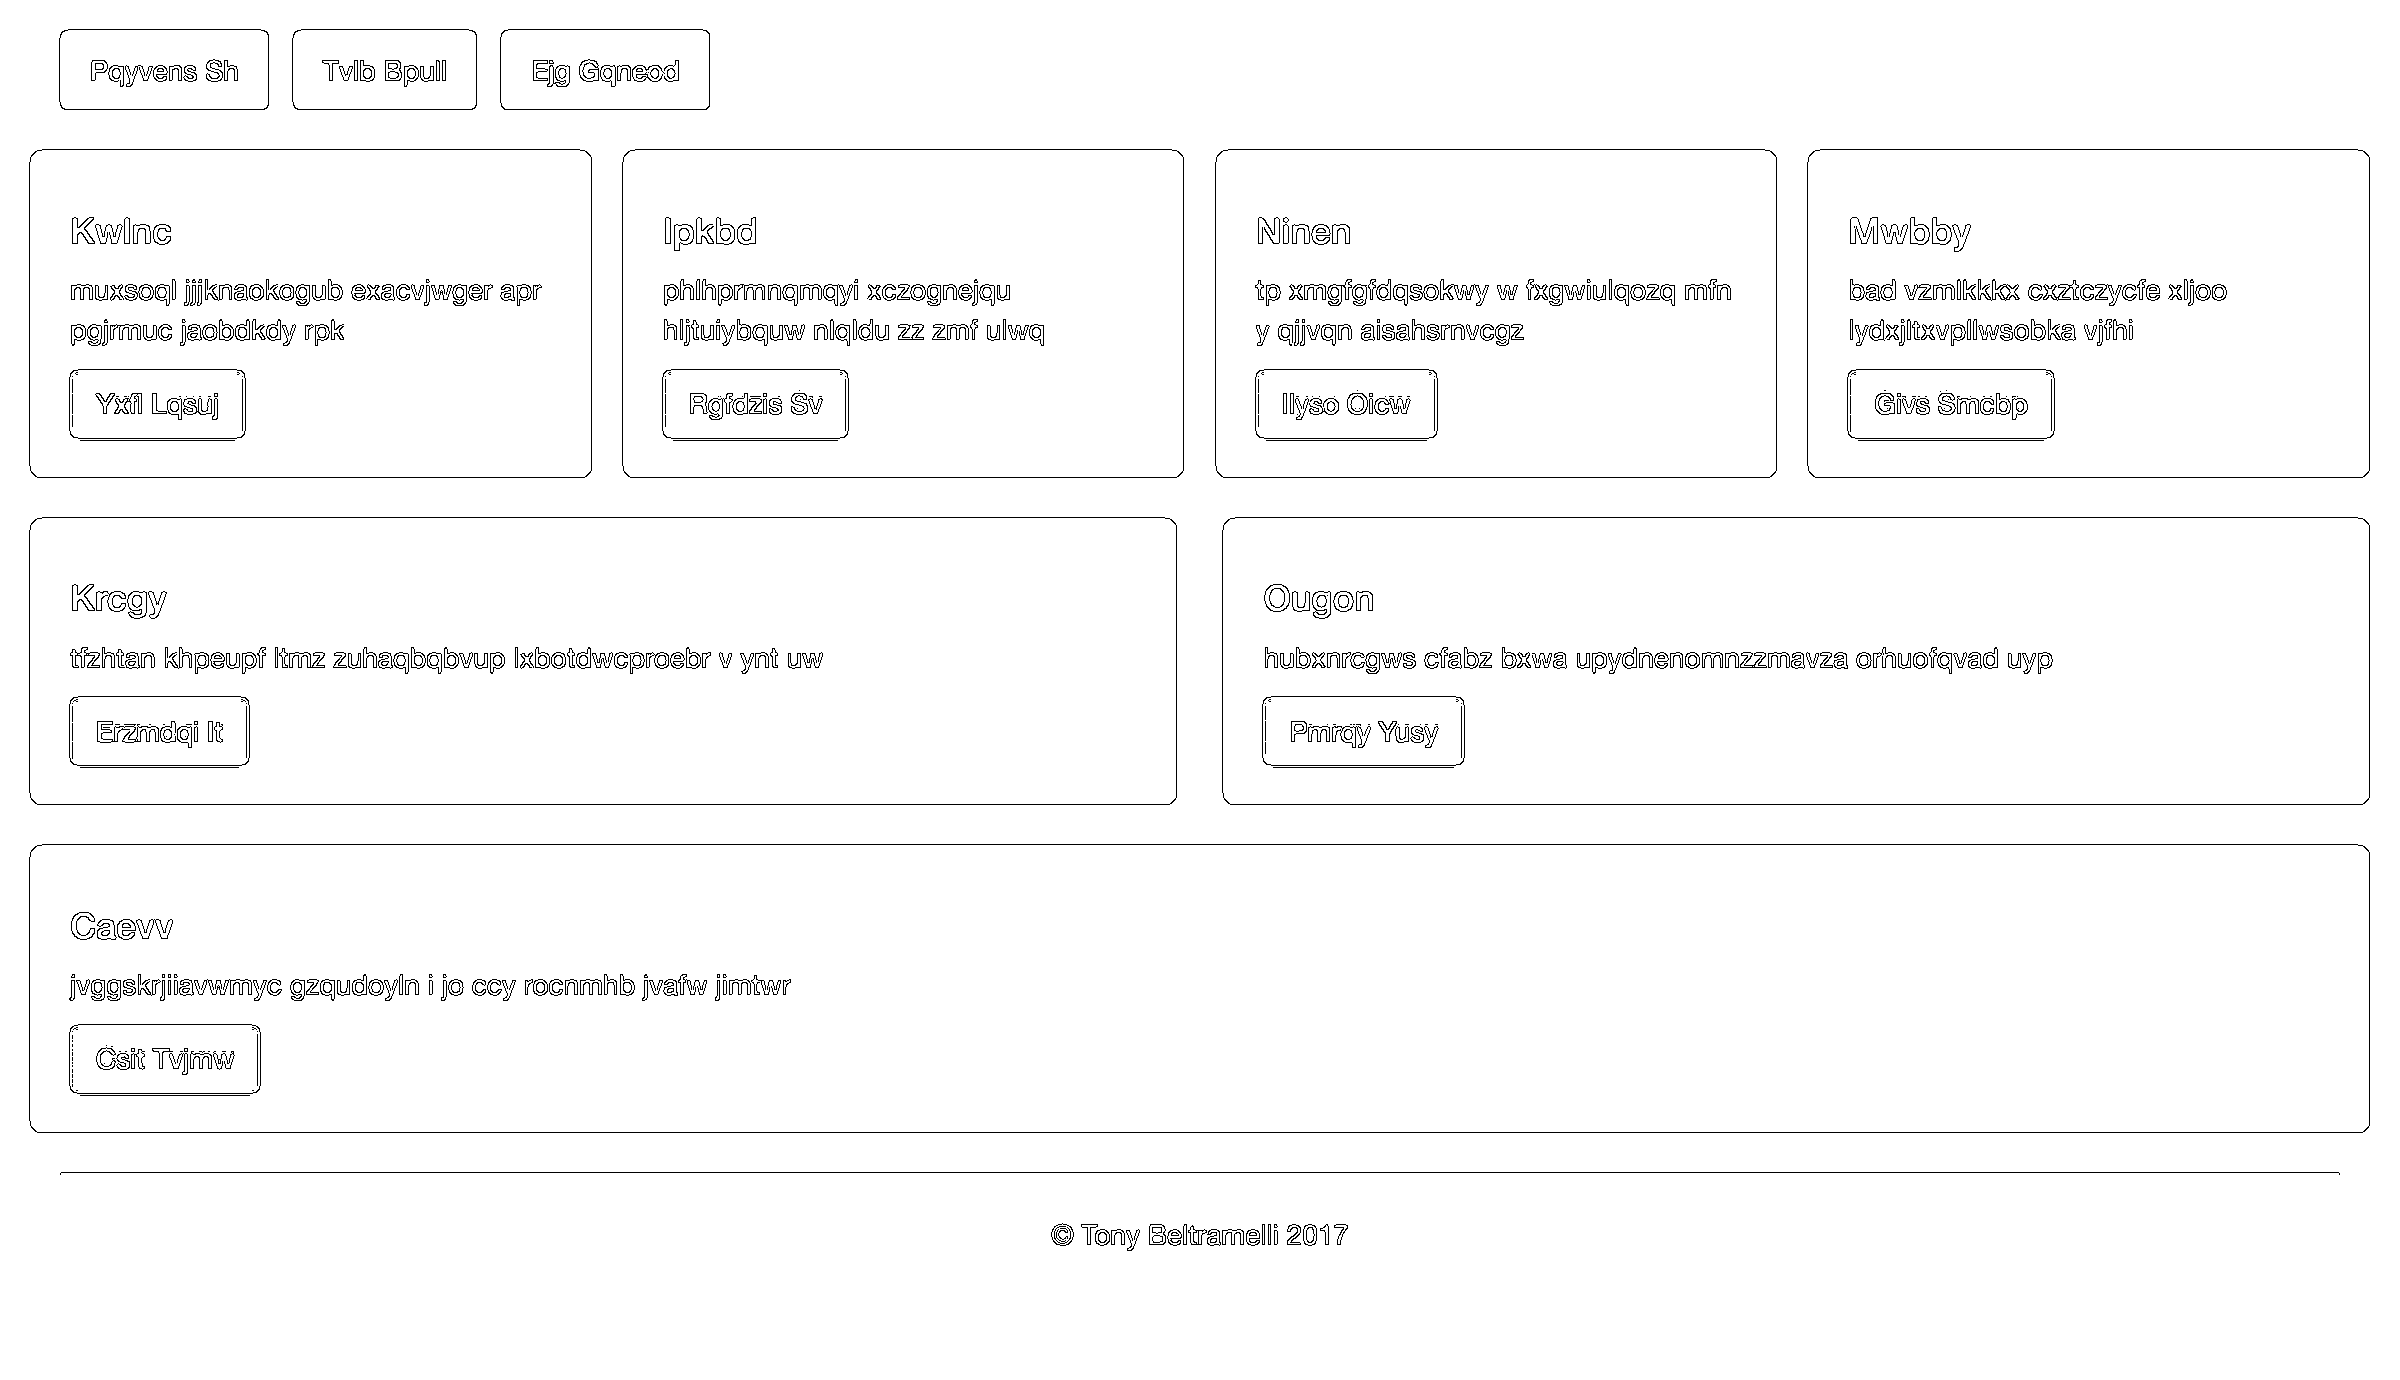 Pqyvens Sh
Tvlb Bpull
Ejg Gqneod
Kwlnc
muxsoql jjjknaokogub exacvjwger apr
pgjrmuc jaobdkdy rpk
Yxfl Lqsuj
Ipkbd
phlhprmnqmqyi xczognejqu
hljtuiybquw nlqldu zz zmf ulwq
Rgfdzis Sv
Ninen
tp xmgfgfdqsokwy w fxgwiulqozq mfn
y qjjvqn aisahsrnvcgz
Ilyso Oicw
Mwbby
bad vzmlkkkx cxztczycfe xljoo
lydxjltxvpllwsobka vjfhi
Givs Smcbp
Krcgy
tfzhtan khpeupf ltmz zuhaqbqbvup lxbotdwcproebr v ynt uw
Erzmdqi It
Ougon
hubxnrcgws cfabz bxwa upydnenomnzzmavza orhuofqvad uyp
Pmrqy Yusy
Caevv
jvggskrjiiavwmyc gzqudoyln i jo ccy rocnmhb jvafw jimtwr
Csit Tvjmw
© Tony Beltramelli 2017